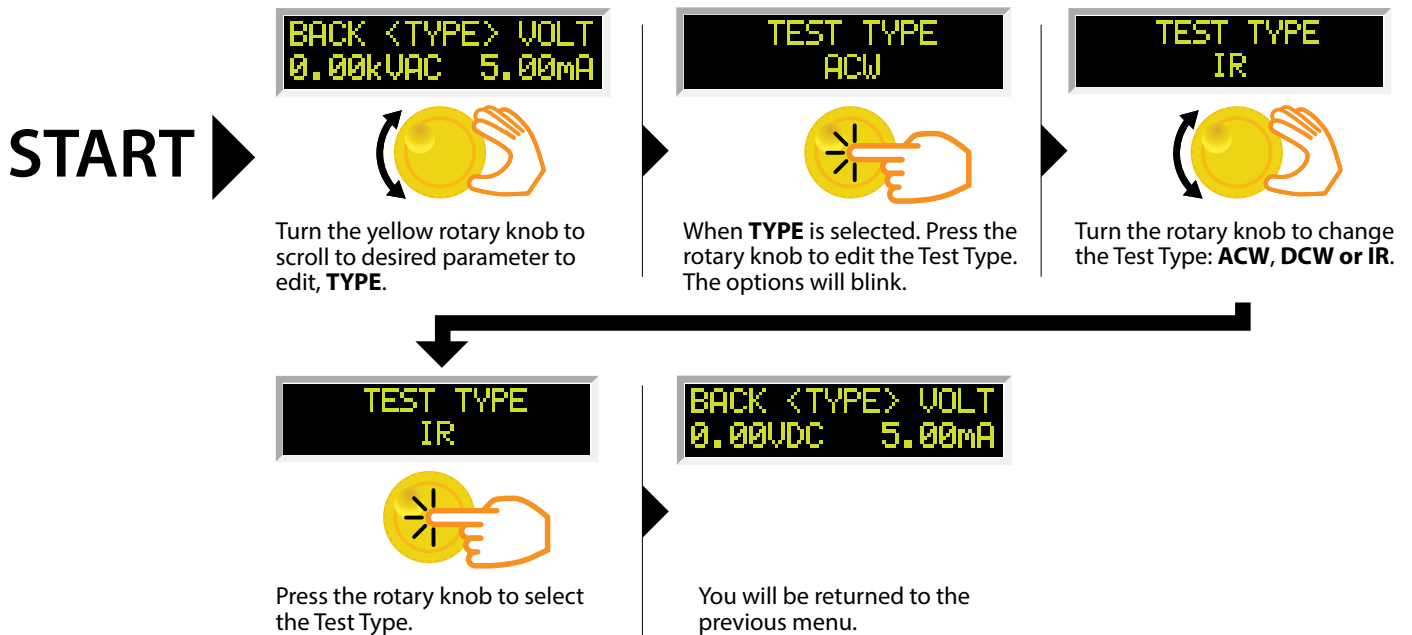 START
BACK <TYPE> VOLT
0.00kVAC 5.00mA
Turn the yellow rotary knob to
scroll to desired parameter to
edit, TYPE.
TEST TYPE
ACW
When TYPE is selected. Press the
rotary knob to edit the Test Type.
The options will blink.
TEST TYPE
IR
Turn the rotary knob to change
the Test Type: ACW, DCW or IR.
TEST TYPE
IR
Press the rotary knob to select
the Test Type.
BACK <TYPE> VOLT
0.00VDC 5.00mA
You will be returned to the
previous menu.